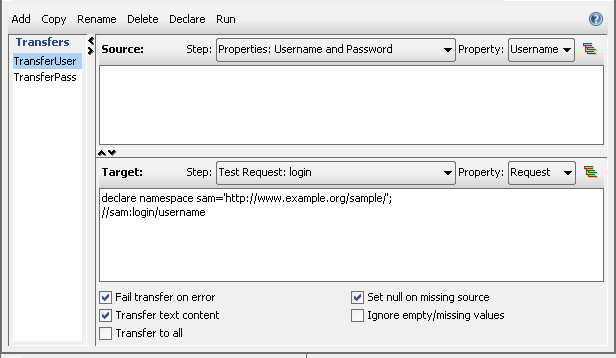 Add Copy Rename Delete Declare Run
Transfers
TransferUser
TransferPass
Source: Step: Properties: Username and Password Property: Username
Target: Step: Test Request: login Property: Request
declare namespace sam='http://www.example.org/sample/';
//sam:login/username
Fail transfer on error
Set null on missing source
Transfer text content
Ignore empty/missing values
Transfer to all